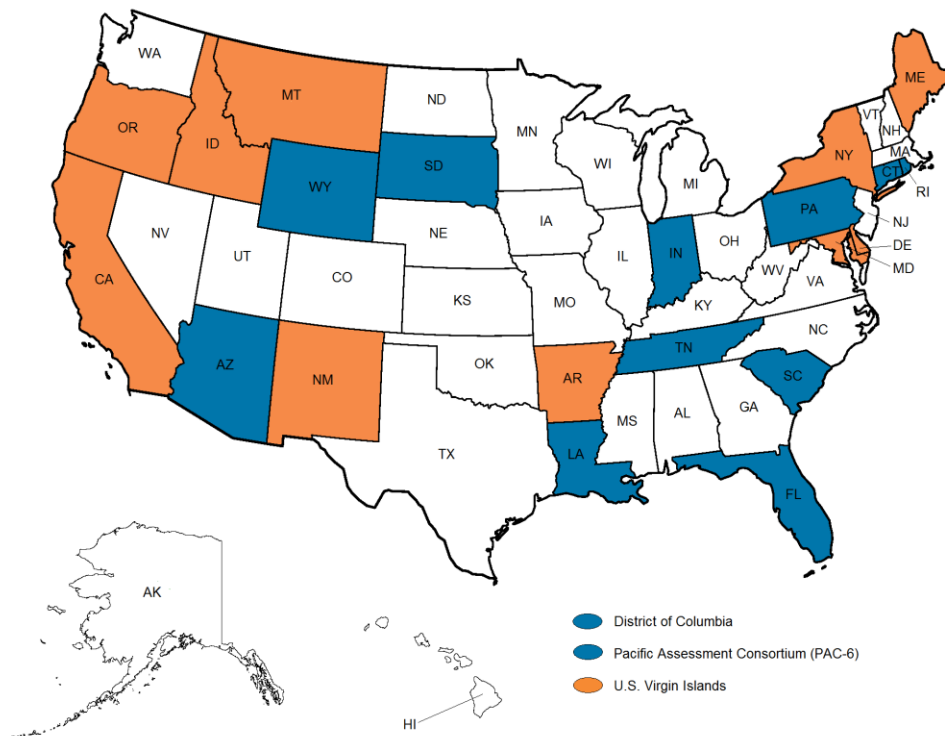 WA
MT
ND
MN
ME
VT
NH
OR
ID
WI
NY
MA
SD
MI
CT
WY
RI
PA
IA
NJ
NE
NV
OH
IN
DE
UT
IL
MD
WV
CO
VA
CA
KS
MO
KY
NC
TN
AZ
OK
NM
AR
SC
MS
AL
GA
TX
LA
FL
AK
HI
District of Columbia
Pacific Assessment Consortium (PAC-6)
U.S. Virgin Islands